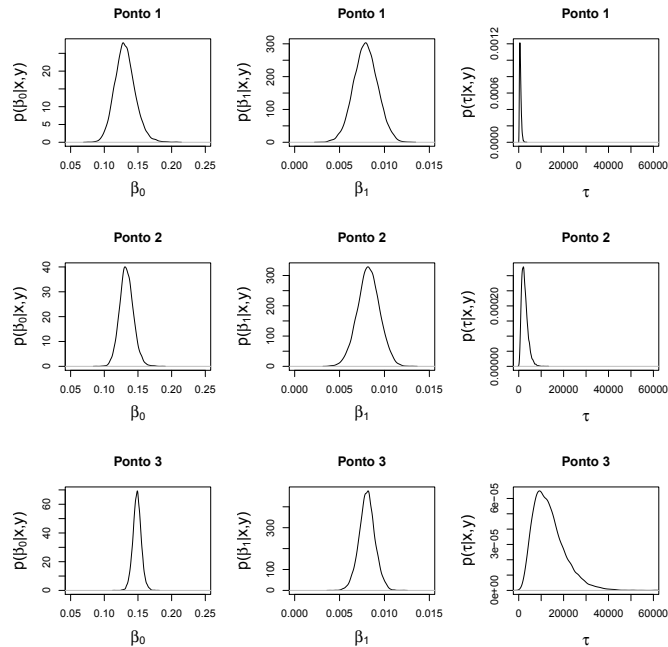 Ponto 1
p(β₀|x,y)
0 5 10 20
0.05 0.10 0.15 0.20 0.25
β₀
Ponto 1
p(β₁|x,y)
0 100 200 300
0.000 0.005 0.010 0.015
β₁
Ponto 1
p(τ|x,y)
0.0000 0.0006 0.0012
0 20000 40000 60000
τ
Ponto 2
p(β₀|x,y)
0 10 20 30 40
0.05 0.10 0.15 0.20 0.25
β₀
Ponto 2
p(β₁|x,y)
0 100 300
0.000 0.005 0.010 0.015
β₁
Ponto 2
p(τ|x,y)
0.00000 0.00020
0 20000 40000 60000
τ
Ponto 3
p(β₀|x,y)
0 20 40 60
0.05 0.10 0.15 0.20 0.25
β₀
Ponto 3
p(β₁|x,y)
0 100 300
0.000 0.005 0.010 0.015
β₁
Ponto 3
p(τ|x,y)
0e+00 3e-05 6e-05
0 20000 40000 60000
τ